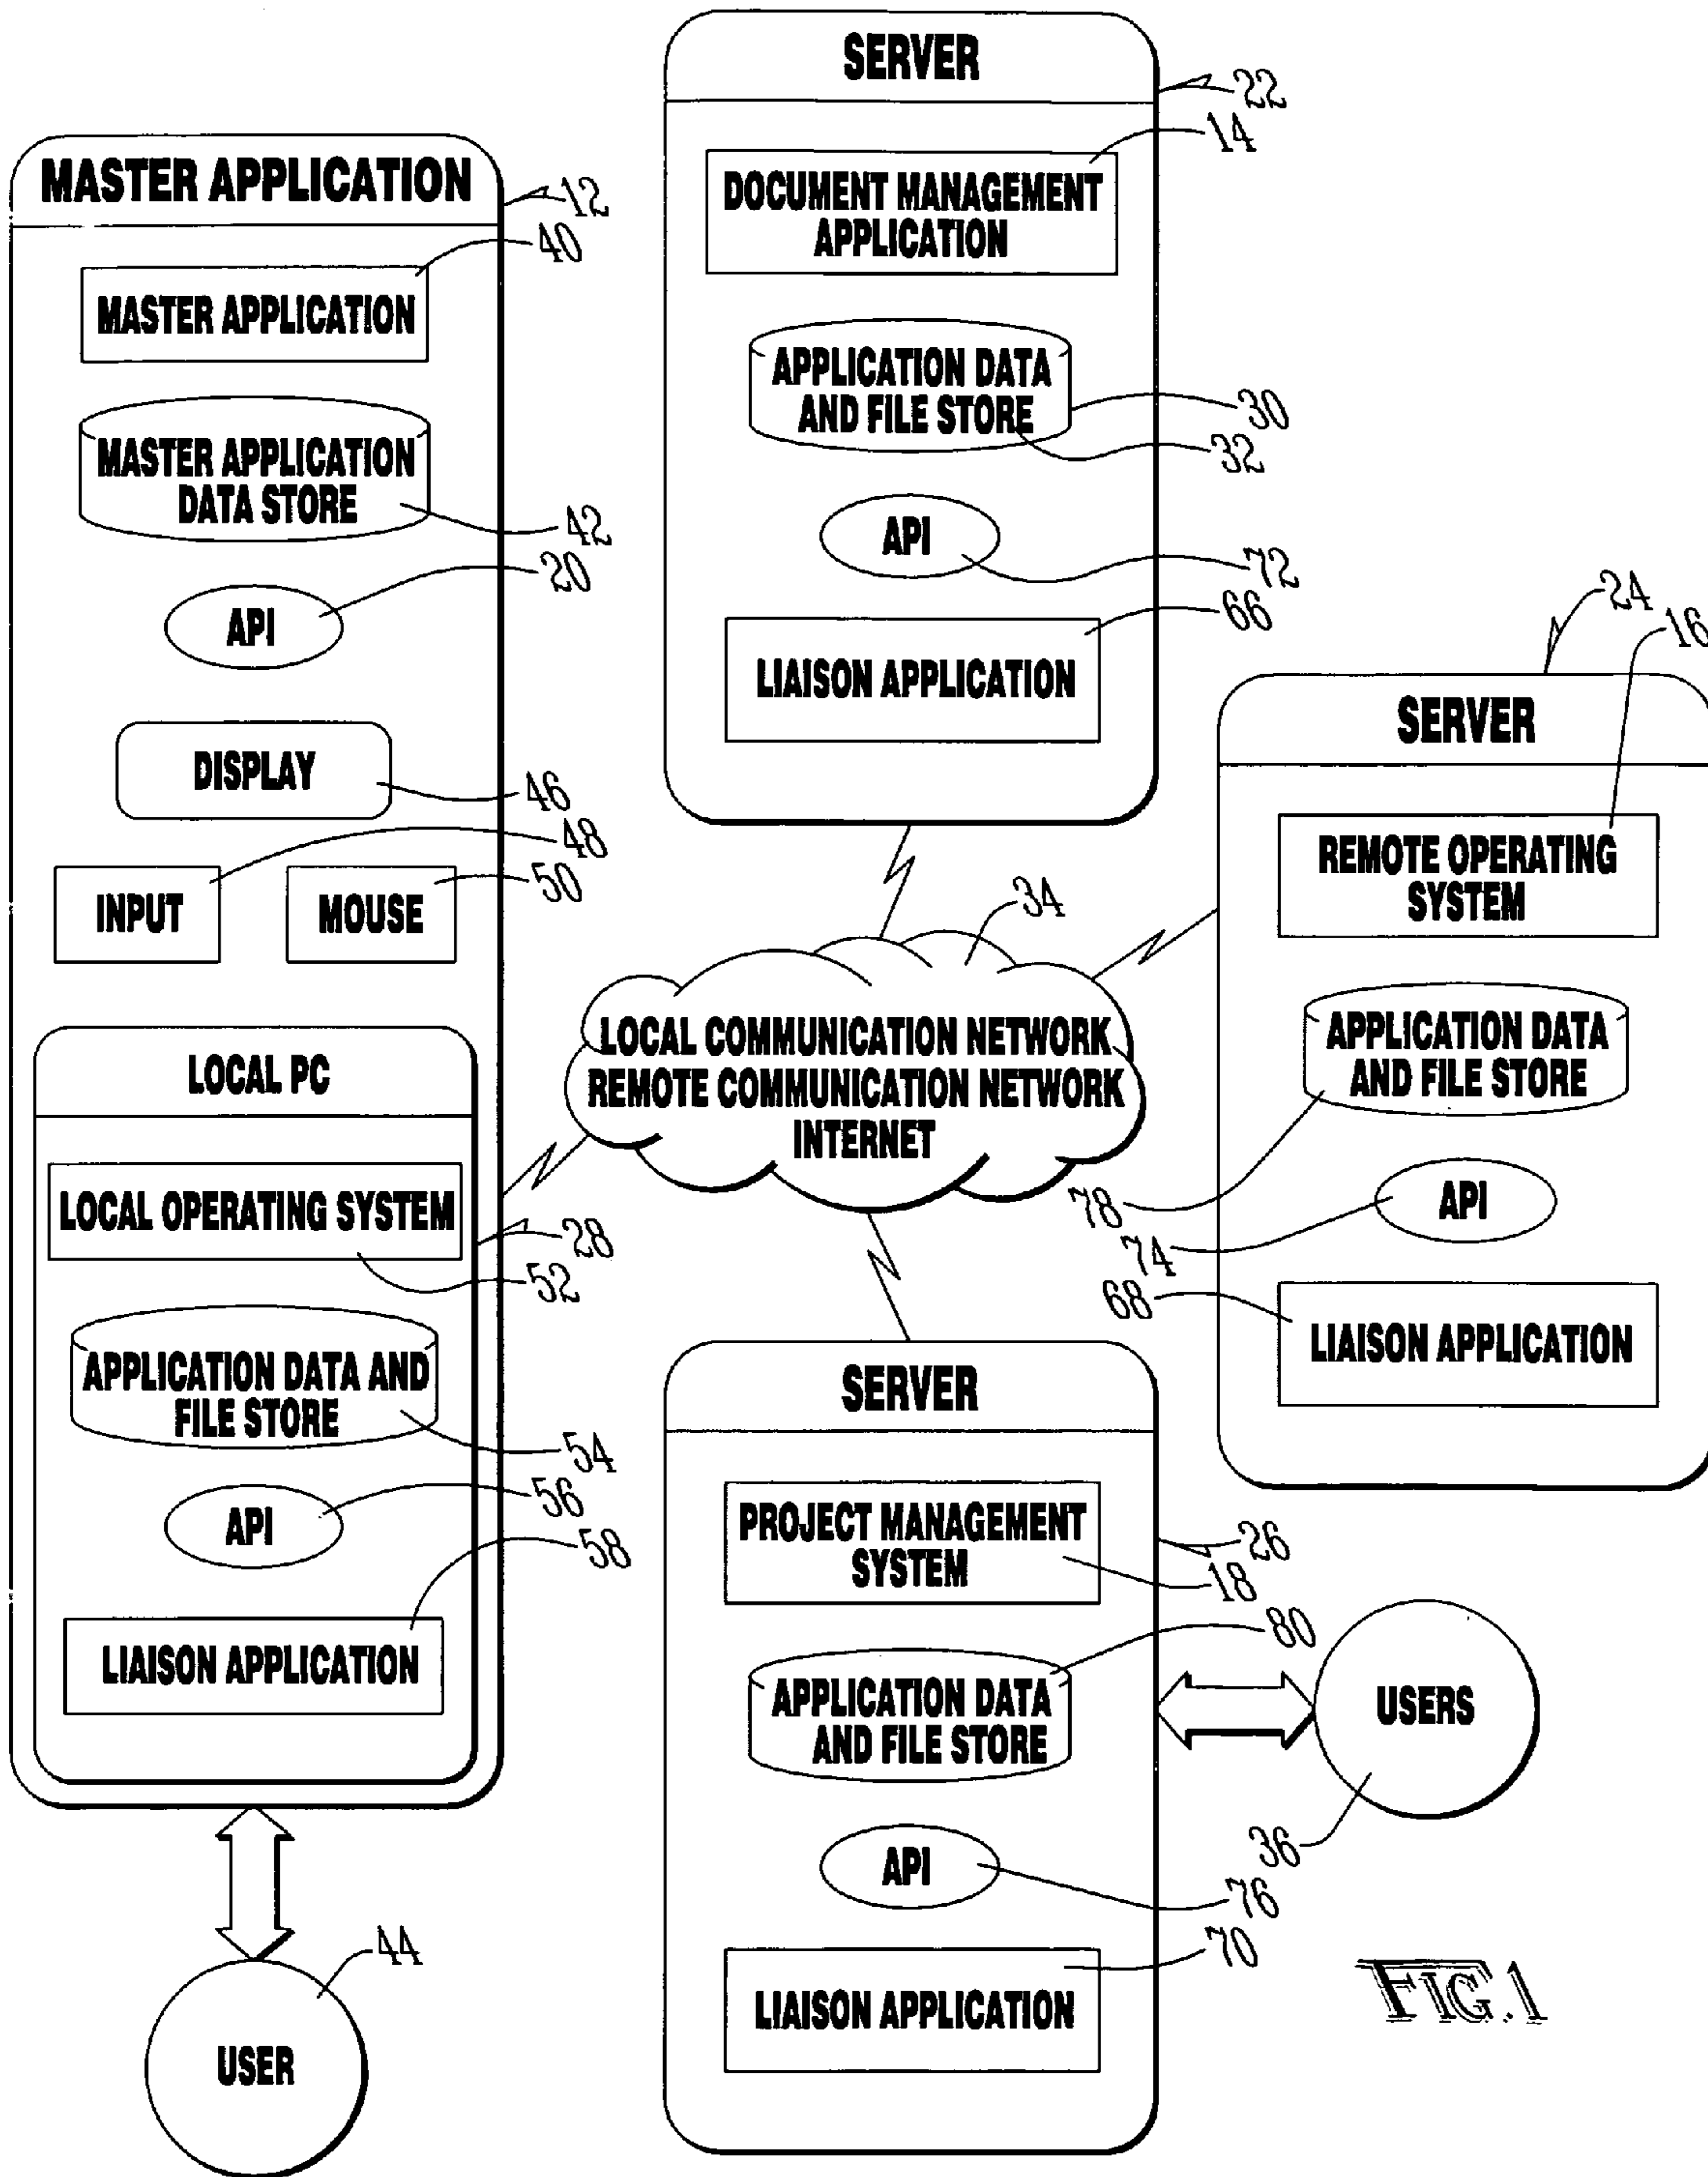 MASTER APPLICATION
12
40
MASTER APPLICATION
MASTER APPLICATION
DATA STORE
42
20
API
DISPLAY
46
48
INPUT
MOUSE
50
LOCAL PC
LOCAL OPERATING SYSTEM
28
52
APPLICATION DATA AND
FILE STORE
54
API
56
58
LIAISON APPLICATION
44
USER
SERVER
22
14
DOCUMENT MANAGEMENT
APPLICATION
APPLICATION DATA
AND FILE STORE
30
32
API
72
66
LIAISON APPLICATION
34
LOCAL COMMUNICATION NETWORK
REMOTE COMMUNICATION NETWORK
INTERNET
24
16
SERVER
REMOTE OPERATING
SYSTEM
APPLICATION DATA
AND FILE STORE
78
API
74
68
LIAISON APPLICATION
SERVER
PROJECT MANAGEMENT
SYSTEM
26
18
80
APPLICATION DATA
AND FILE STORE
USERS
36
API
76
70
LIAISON APPLICATION
FIG. 1